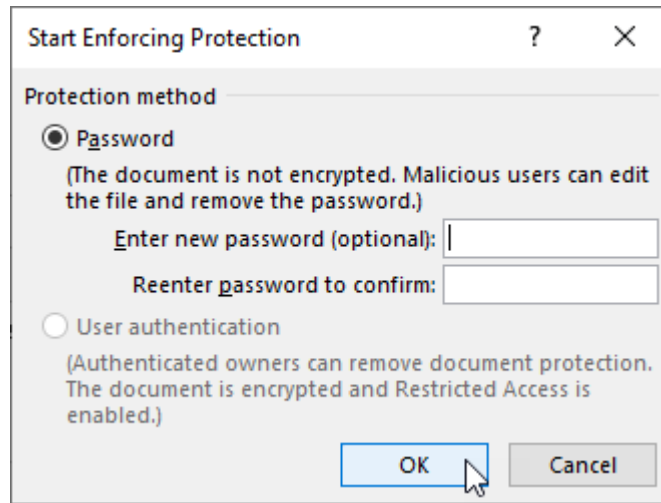 Start Enforcing Protection ?
Protection method
Password
(The document is not encrypted. Malicious users can edit
the file and remove the password.)
Enter new password (optional):
Reenter password to confirm:
User authentication
(Authenticated owners can remove document protection.
The document is encrypted and Restricted Access is
enabled.)
OK Cancel